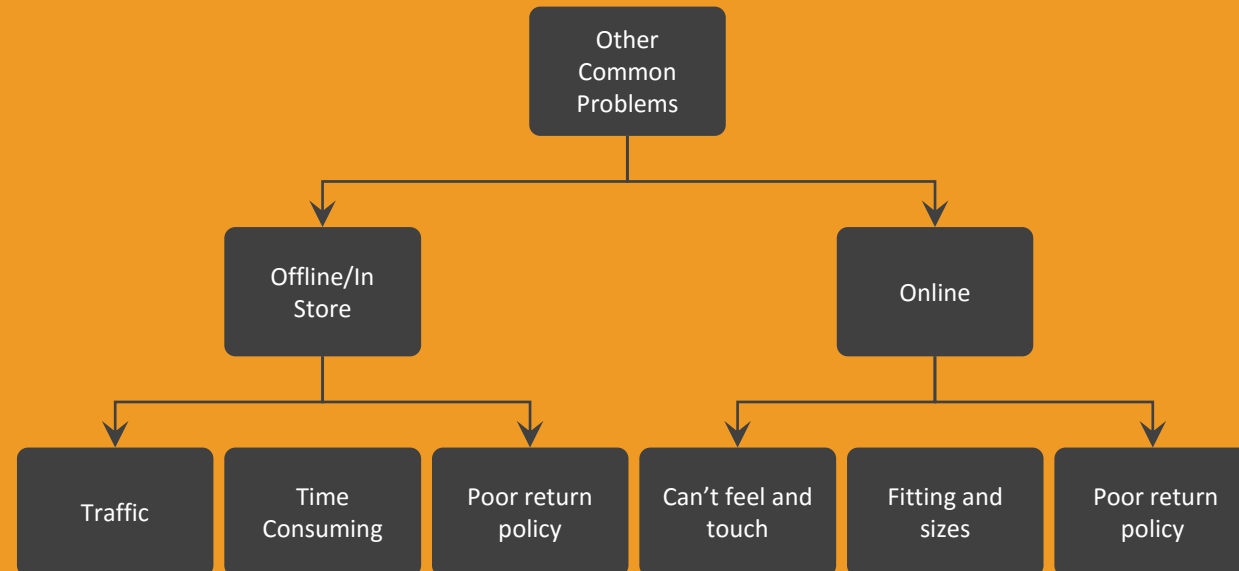 Other
Common
Problems
Offline/In
Store
Online
Traffic
Time
Consuming
Poor return
policy
Can’t feel and
touch
Fitting and
sizes
Poor return
policy